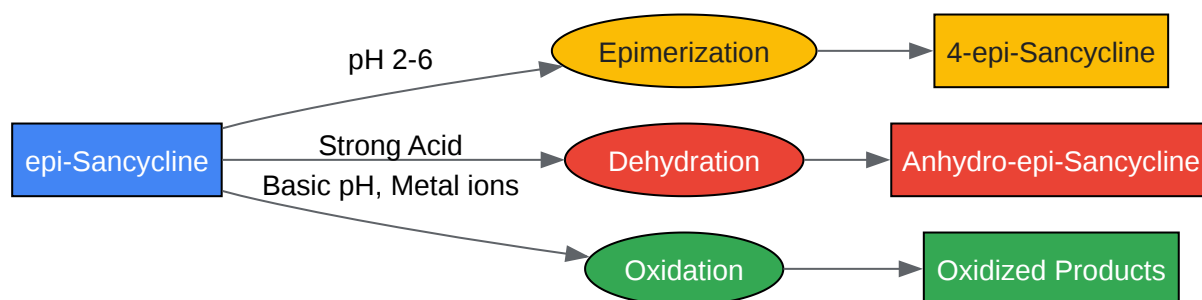 pH 2-6
Epimerization
4-epi-Sancycline
epi-Sancycline
Strong Acid
Dehydration
Anhydro-epi-Sancycline
Basic pH, Metal ions
Oxidation
Oxidized Products